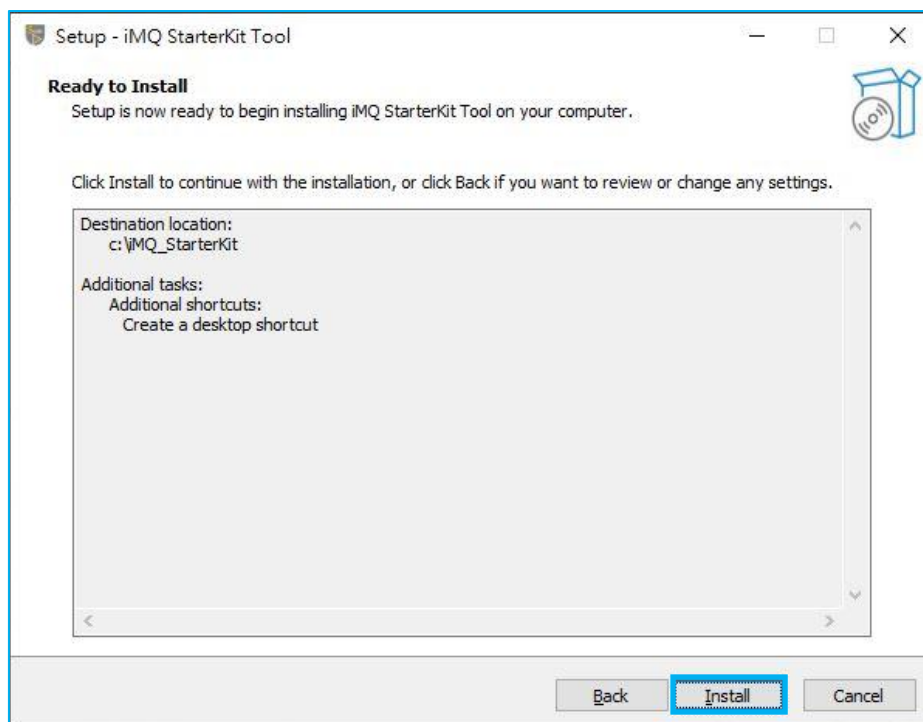 Setup - iMQ StarterKit Tool
Ready to Install
Setup is now ready to begin installing iMQ StarterKit Tool on your computer.
Click Install to continue with the installation, or click Back if you want to review or change any settings.
Destination location:
c:\iMQ_StarterKit
Additional tasks:
Additional shortcuts:
Create a desktop shortcut
Back
Install
Cancel